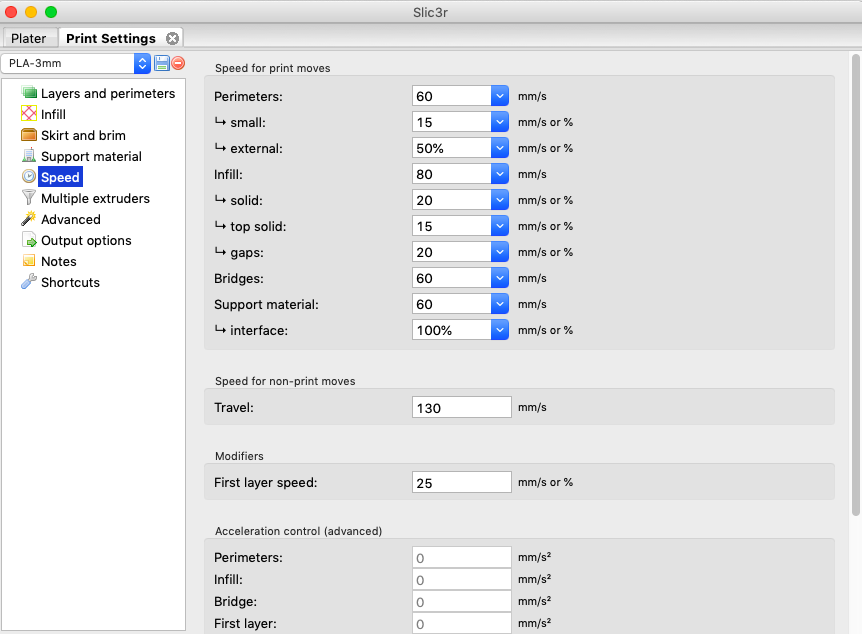 Slic3r
Plater
Print Settings
PLA-3mm
Layers and perimeters
Infill
Skirt and brim
Support material
Speed
Multiple extruders
Advanced
Output options
Notes
Shortcuts
Speed for print moves
Perimeters: 60 mm/s
↳ small: 15 mm/s or %
↳ external: 50% mm/s or %
Infill: 80 mm/s
↳ solid: 20 mm/s or %
↳ top solid: 15 mm/s or %
↳ gaps: 20 mm/s or %
Bridges: 60 mm/s
Support material: 60 mm/s
↳ interface: 100% mm/s or %
Speed for non-print moves
Travel: 130 mm/s
Modifiers
First layer speed: 25 mm/s or %
Acceleration control (advanced)
Perimeters: 0 mm/s²
Infill: 0 mm/s²
Bridge: 0 mm/s²
First layer: 0 mm/s²